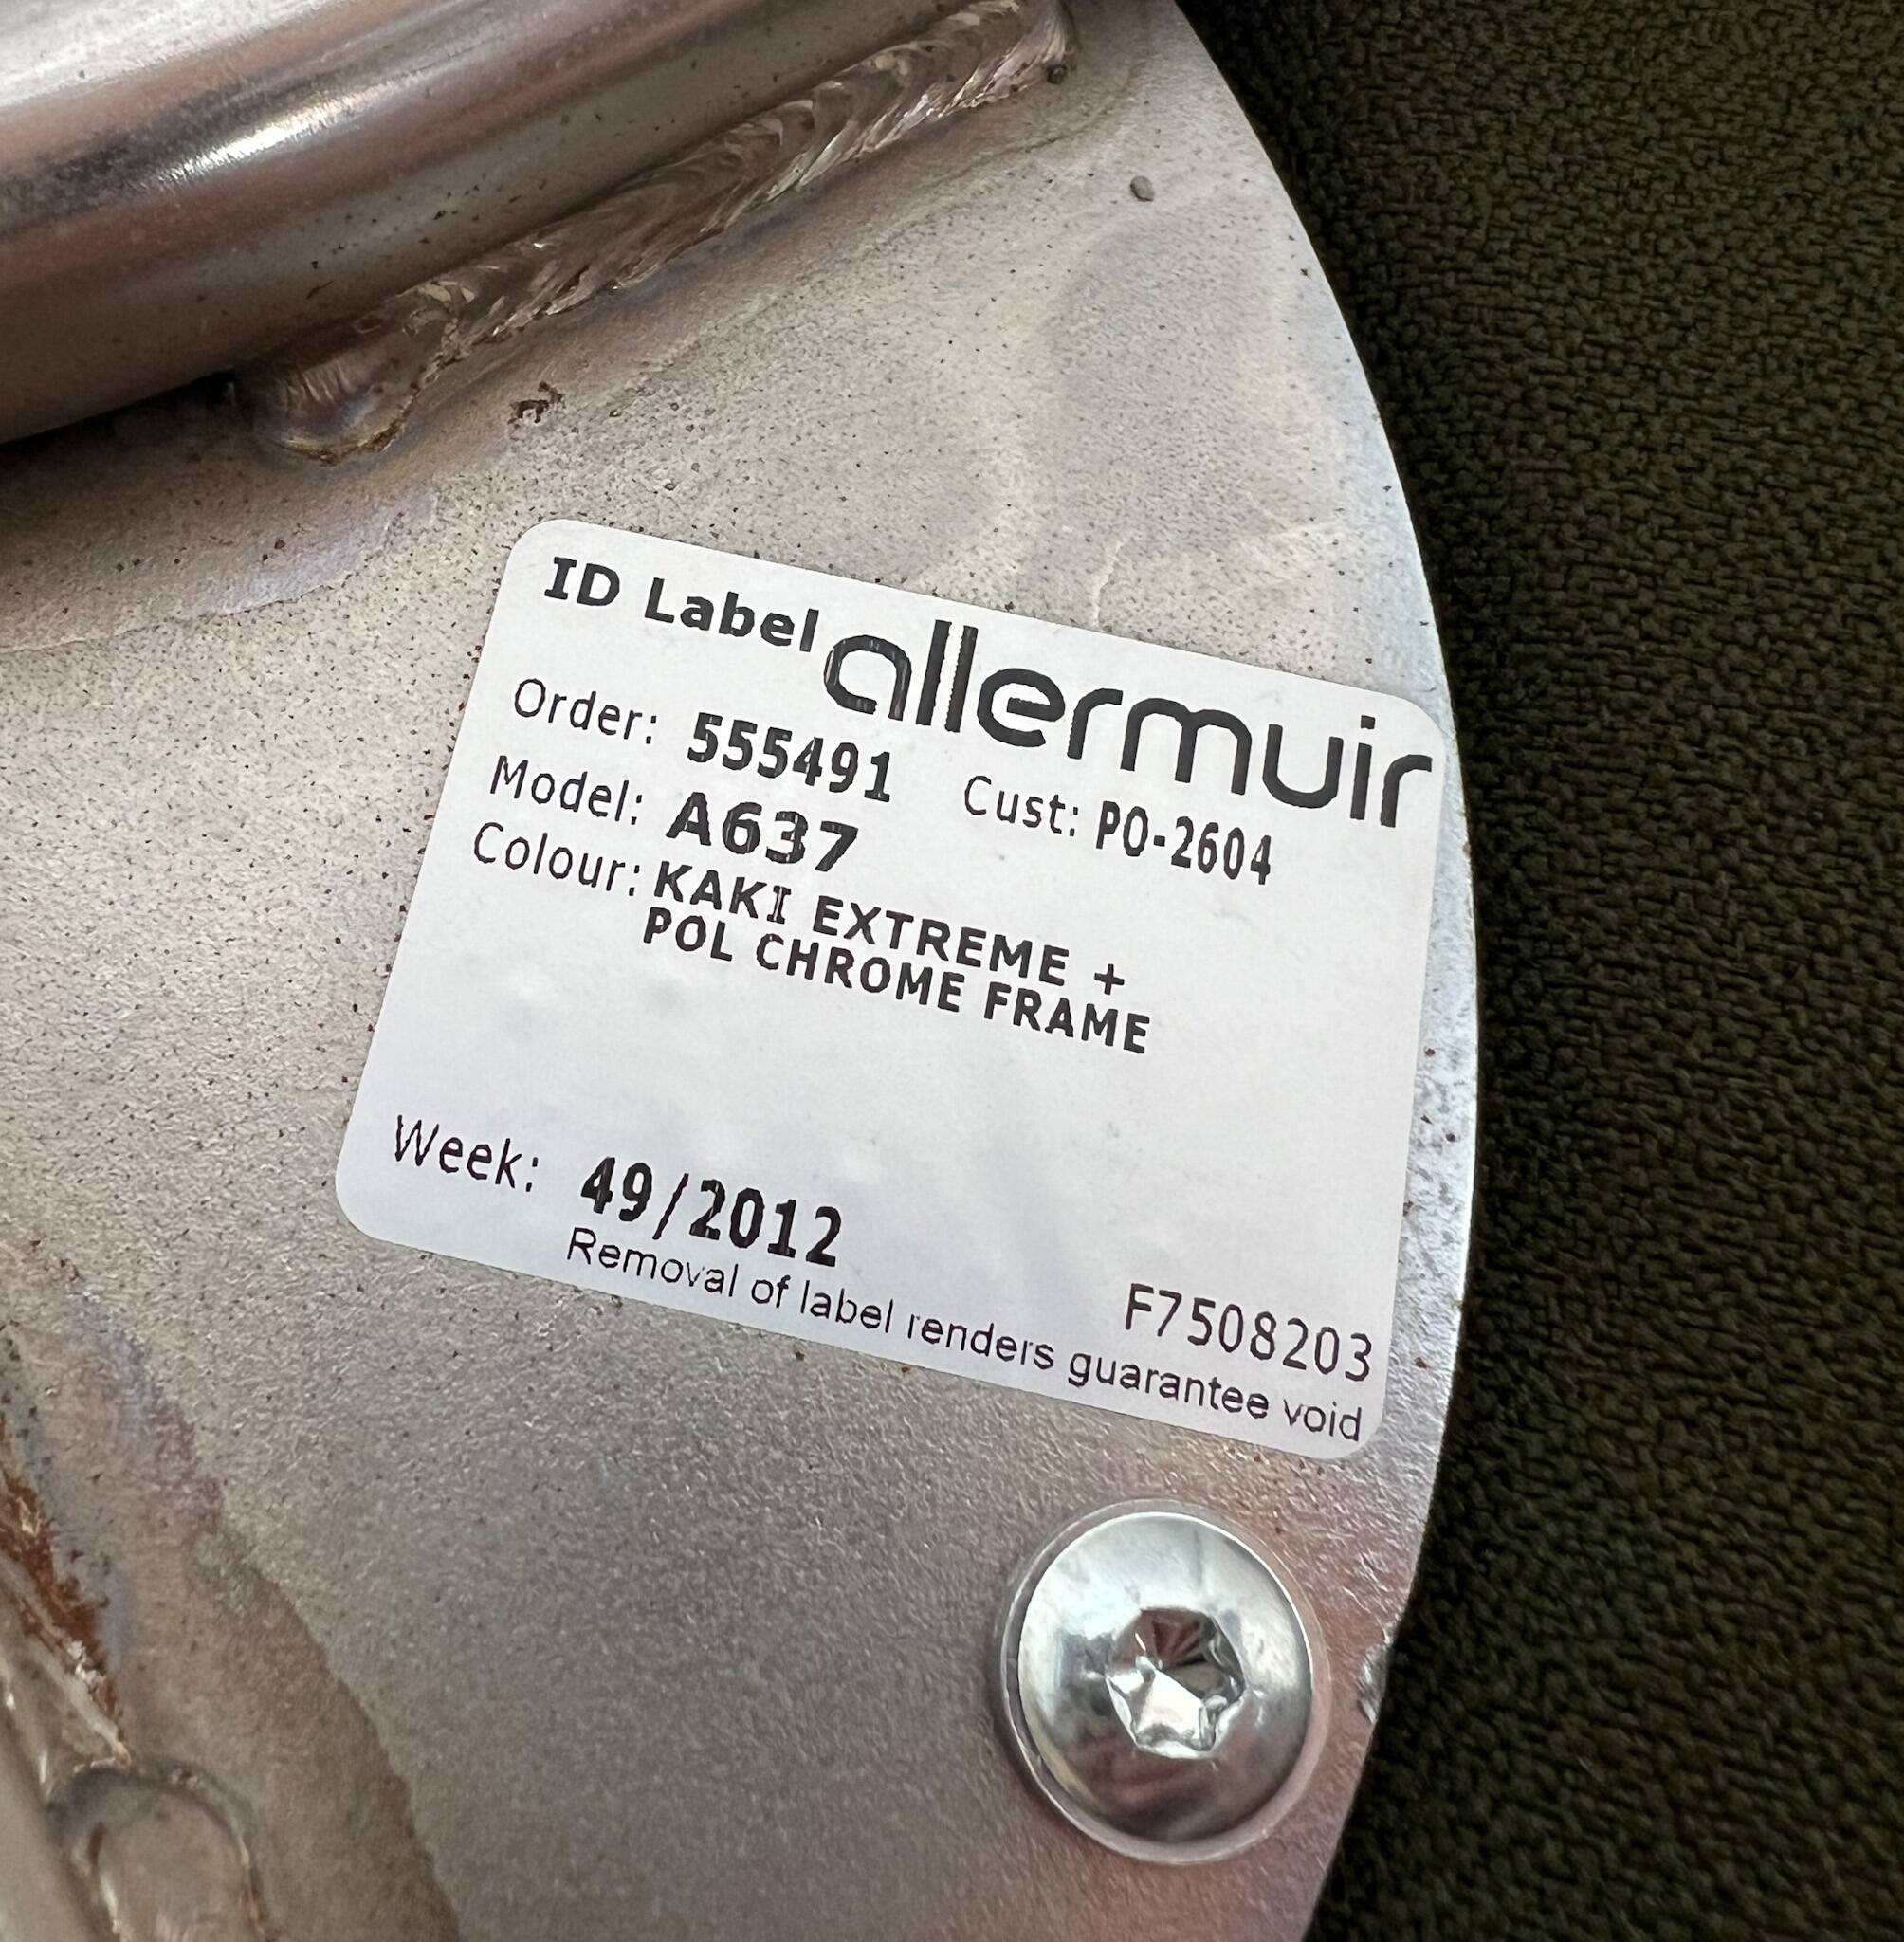 ID Label allermuir
Order: 555491 Cust: PO-2604
Model: A637
Colour: KAKI EXTREME +
POL CHROME FRAME
Week: 49/2012
F7508203
Removal of label renders guarantee void